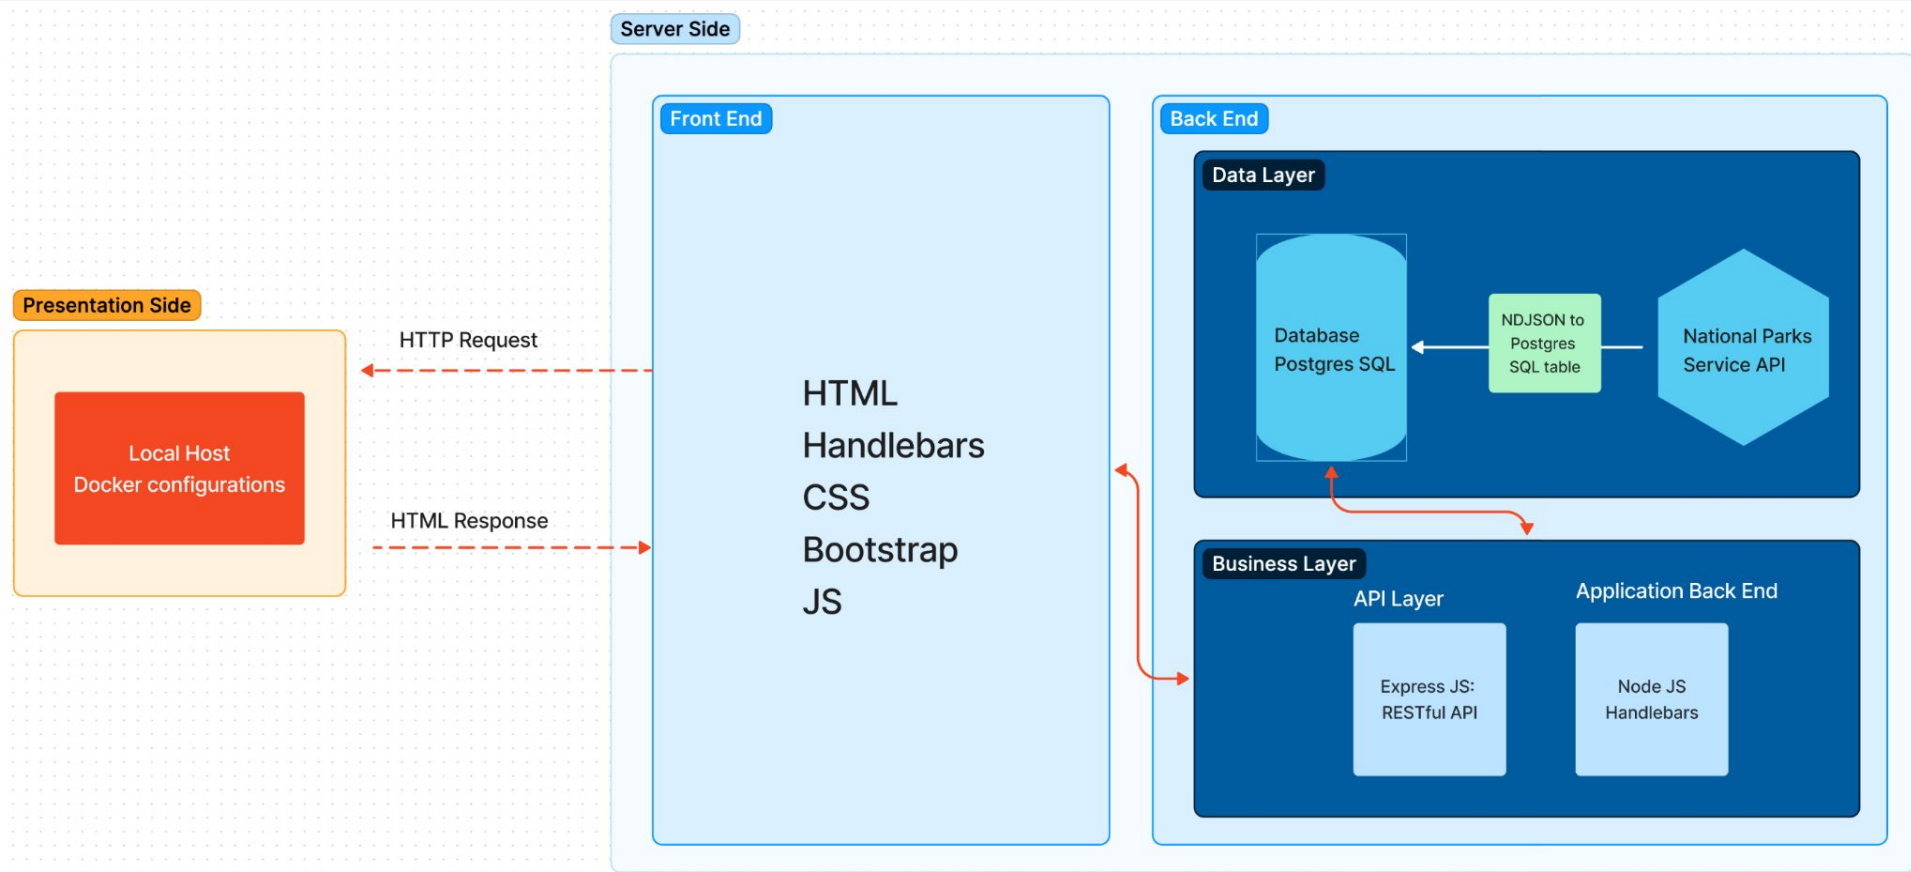 Server Side
Front End
Back End
Data Layer
Database
Postgres SQL
NDJSON to
Postgres
SQL table
National Parks
Service API
Presentation Side
Local Host
Docker configurations
HTTP Request
HTML Response
HTML
Handlebars
CSS
Bootstrap
JS
Business Layer
API Layer
Express JS:
RESTful API
Application Back End
Node JS
Handlebars